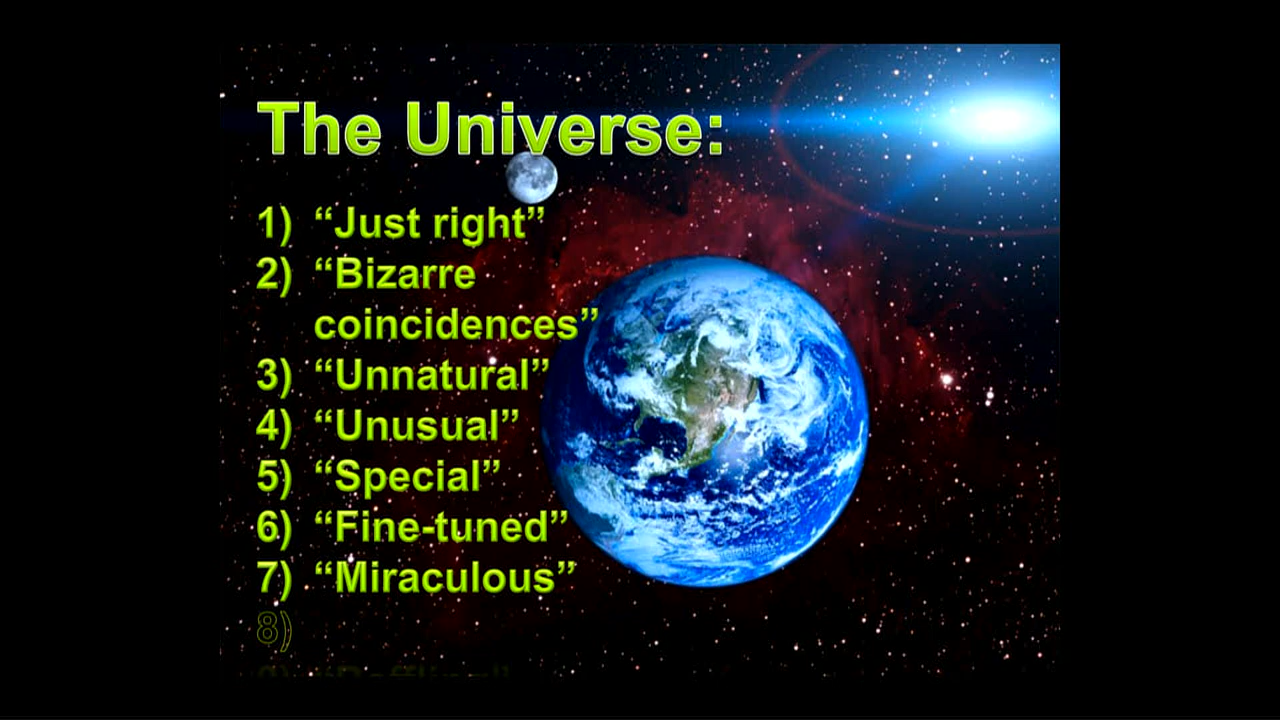 The Universe:
1) “Just right”
2) “Bizarre
coincidences”
3) “Unnatural”
4) “Unusual”
5) “Special”
6) “Fine-tuned”
7) “Miraculous”
8)